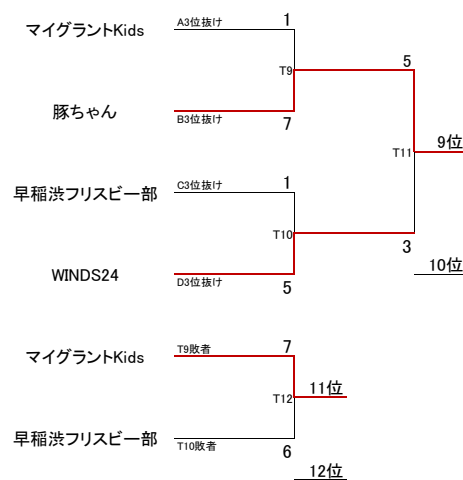 マイグラントKids
A3位抜け
1
T9
5
豚ちゃん
B3位抜け
7
T11
9位
早稲渋フリスビー部
C3位抜け
1
T10
3
10位
WINDS24
D3位抜け
5
マイグラントKids
T9敗者
7
T12
11位
早稲渋フリスビー部
T10敗者
6
12位